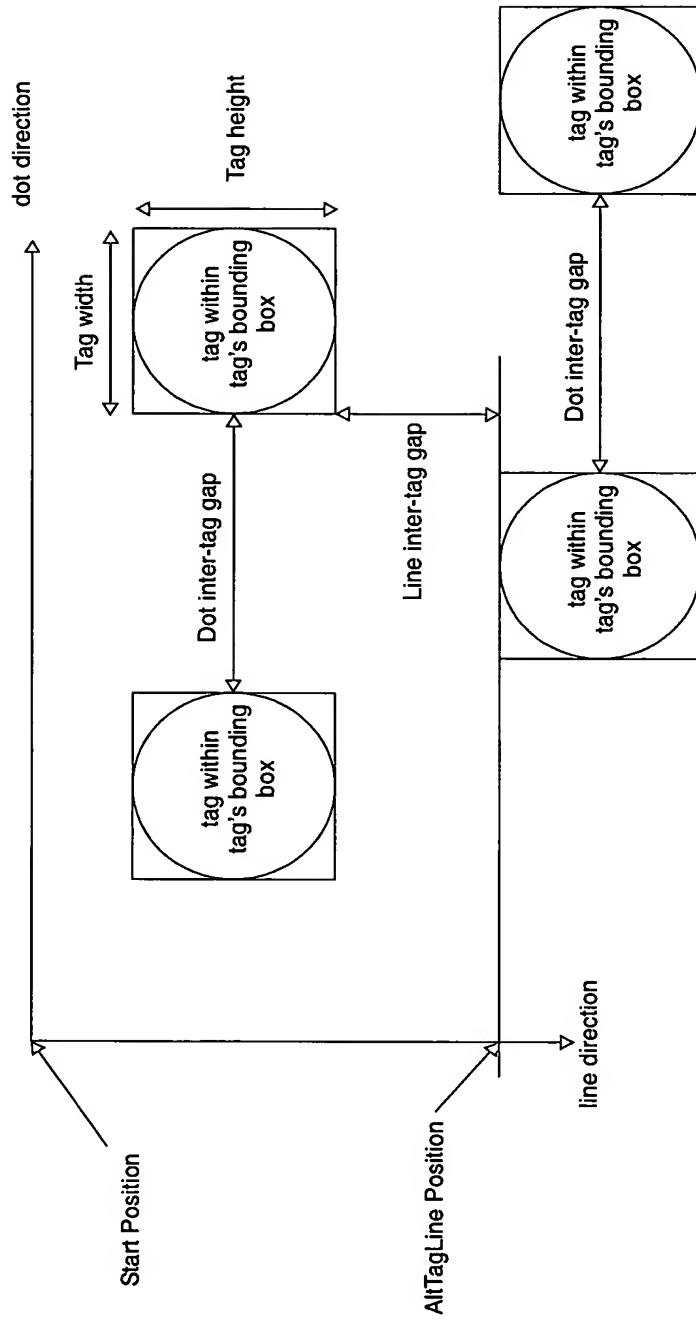 dot direction
Start Position
Tag width
Tag height
tag within
tag's bounding
box
Dot inter-tag gap
tag within
tag's bounding
box
Line inter-tag gap
AltTagLine Position
line direction
tag within
tag's bounding
box
Dot inter-tag gap
tag within
tag's bounding
box